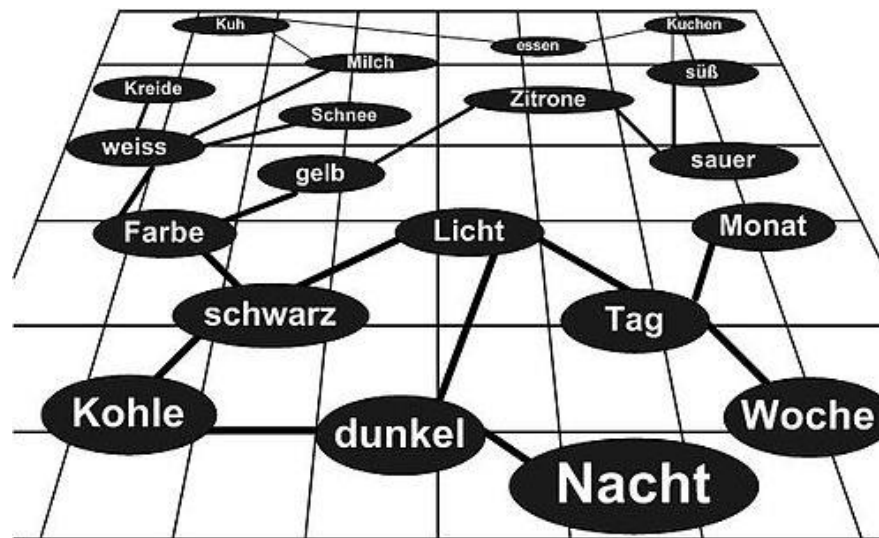 Kuh
Kuchen
essen
Milch
süß
Kreide
Zitrone
Schnee
weiss
sauer
gelb
Farbe
Licht
Monat
schwarz
Tag
Kohle
dunkel
Woche
Nacht